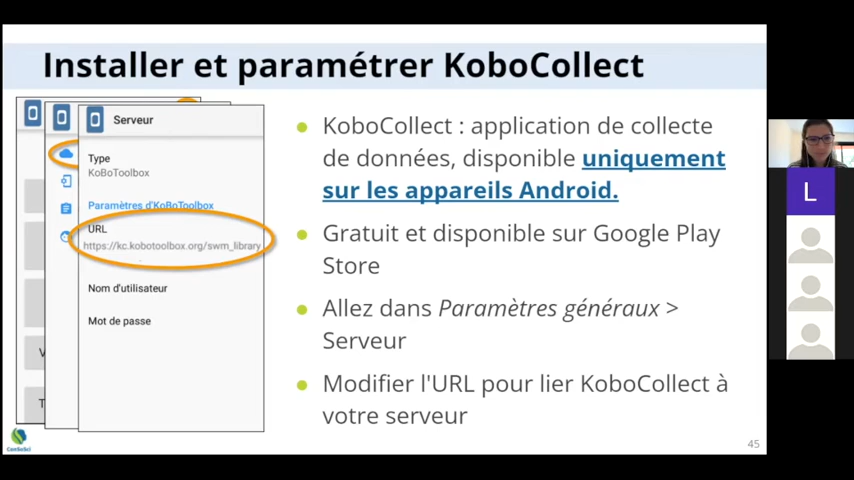 Installer et paramétrer KoboCollect
Serveur
Type
KoBoToolbox
Paramètres d'KoBoToolbox
URL
https://kc.kobotoolbox.org/swm_library
Nom d'utilisateur
Mot de passe
V
T
KoboCollect : application de collecte
de données, disponible uniquement
sur les appareils Android.
Gratuit et disponible sur Google Play
Store
Allez dans Paramètres généraux >
Serveur
Modifier l'URL pour lier KoboCollect à
votre serveur
45
CartONG
L